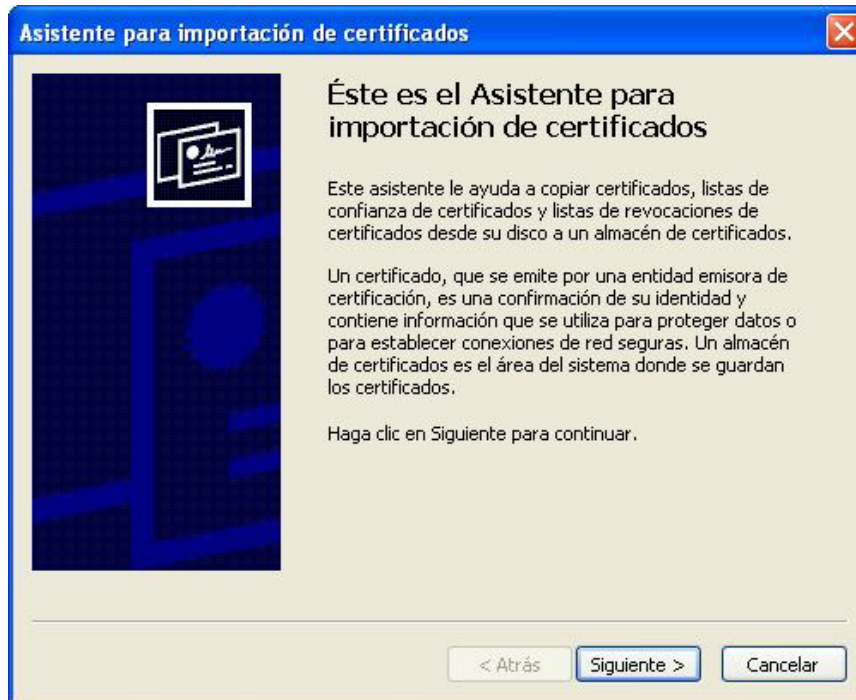 Asistente para importación de certificados
Éste es el Asistente para
importación de certificados
Este asistente le ayuda a copiar certificados, listas de
confianza de certificados y listas de revocaciones de
certificados desde su disco a un almacén de certificados.
Un certificado, que se emite por una entidad emisora de
certificación, es una confirmación de su identidad y
contiene información que se utiliza para proteger datos o
para establecer conexiones de red seguras. Un almacén
de certificados es el área del sistema donde se guardan
los certificados.
Haga clic en Siguiente para continuar.
< Atrás Siguiente > Cancelar